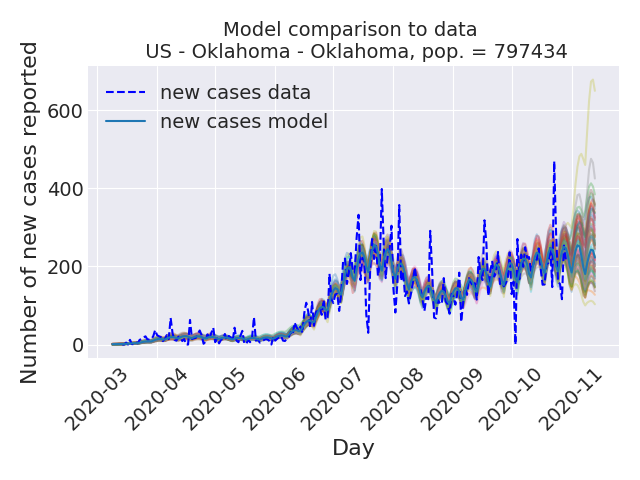 Model comparison to data
US - Oklahoma - Oklahoma, pop. = 797434
Number of new cases reported
600
400
200
0
new cases data
new cases model
2020-03
2020-04
2020-05
2020-06
2020-07
2020-08
2020-09
2020-10
2020-11
Day